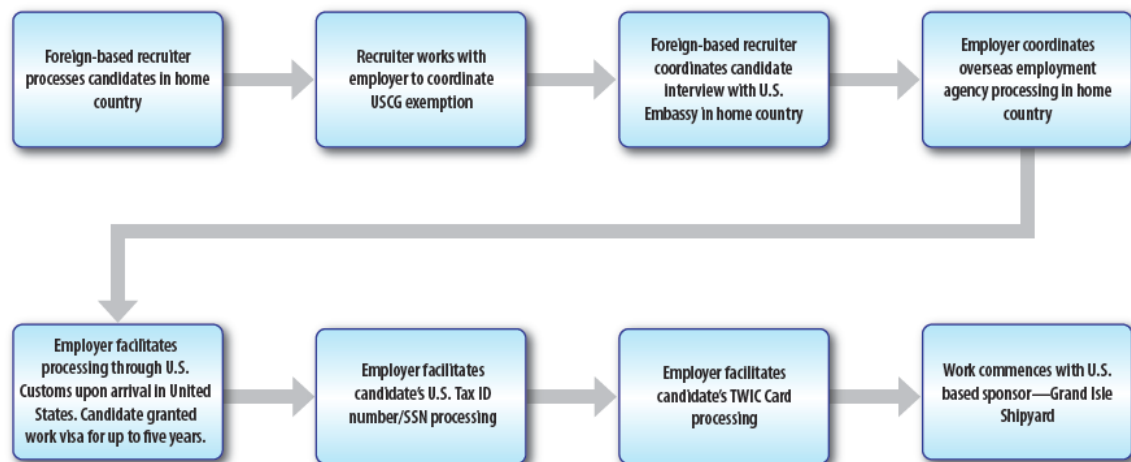 Foreign-based recruiter
processes candidates in home
country
Recruiter works with
employer to coordinate
USCG exemption
Foreign-based recruiter
coordinates candidate
interview with U.S.
Embassy in home country
Employer coordinates
overseas employment
agency processing in home
country
Employer facilitates
processing through U.S.
Customs upon arrival in United
States. Candidate granted
work visa for up to five years.
Employer facilitates
candidate's U.S. Tax ID
number/SSN processing
Employer facilitates
candidate's TWIC Card
processing
Work commences with U.S.
based sponsor—Grand Isle
Shipyard